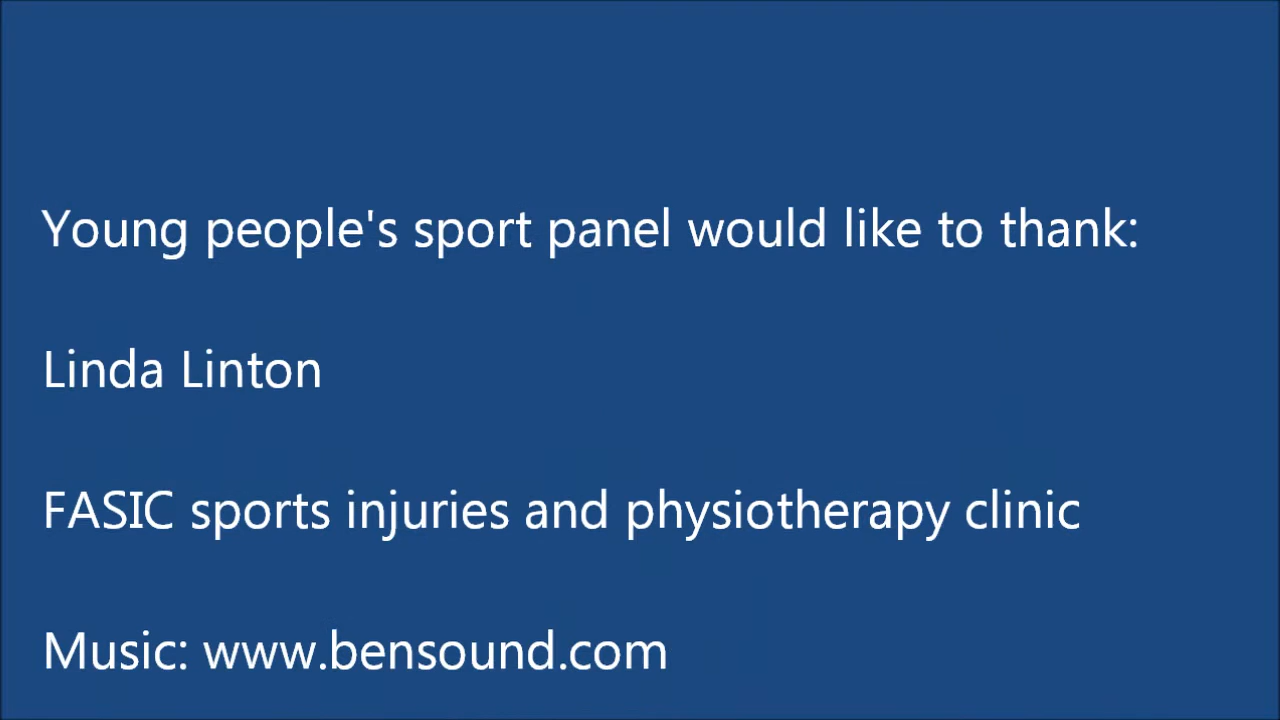 Young people's sport panel would like to thank:
Linda Linton
FASIC sports injuries and physiotherapy clinic
Music: www.bensound.com